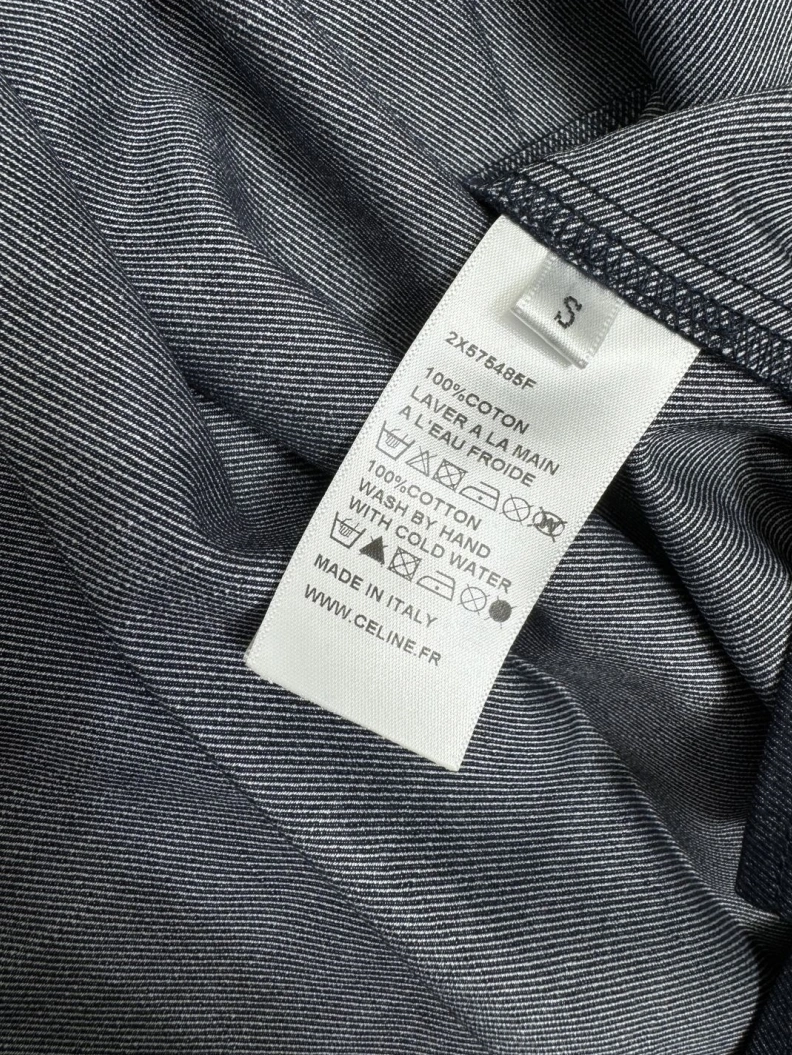 S
2X575485F
100%COTON
LAVER A LA MAIN
A L'EAU FROIDE
100%COTTON
WASH BY HAND
WITH COLD WATER
MADE IN ITALY
WWW.CELINE.FR